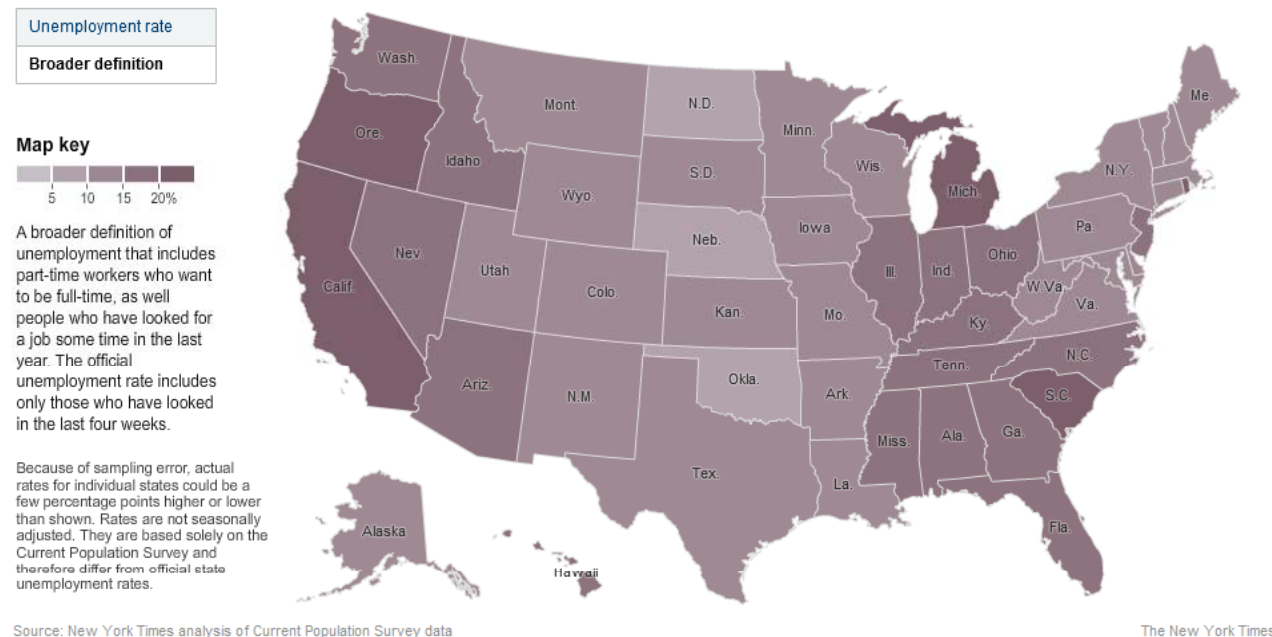 Unemployment rate
Broader definition
Map key
5 10 15 20%
A broader definition of
unemployment that includes
part-time workers who want
to be full-time, as well
people who have looked for
a job some time in the last
year. The official
unemployment rate includes
only those who have looked
in the last four weeks.
Because of sampling error, actual
rates for individual states could be a
few percentage points higher or lower
than shown. Rates are not seasonally
adjusted. They are based solely on the
Current Population Survey and
therefore differ from official state
unemployment rates.
Wash.
Ore.
Idaho
Mont.
N.D.
Minn.
Wis.
Mich.
N.Y.
Me.
S.D.
Wyo.
Nev.
Utah
Colo.
Neb.
Iowa
Ill.
Ind.
Ohio
Pa.
W.Va.
Va.
Calif.
Kan.
Mo.
Ky.
Tenn.
N.C.
S.C.
Ariz.
N.M.
Okla.
Ark.
Miss.
Ala.
Ga.
Tex.
La.
Fla.
Alaska
Hawaii
Source: New York Times analysis of Current Population Survey data
The New York Times